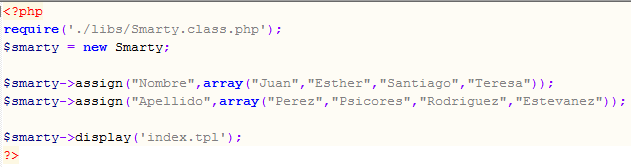 <?php
require('./libs/Smarty.class.php');
$smarty = new Smarty;
$smarty->assign("Nombre",array("Juan","Esther","Santiago","Teresa"));
$smarty->assign("Apellido",array("Perez","Psicores","Rodriguez","Estevanez"));
$smarty->display('index.tpl');
?>